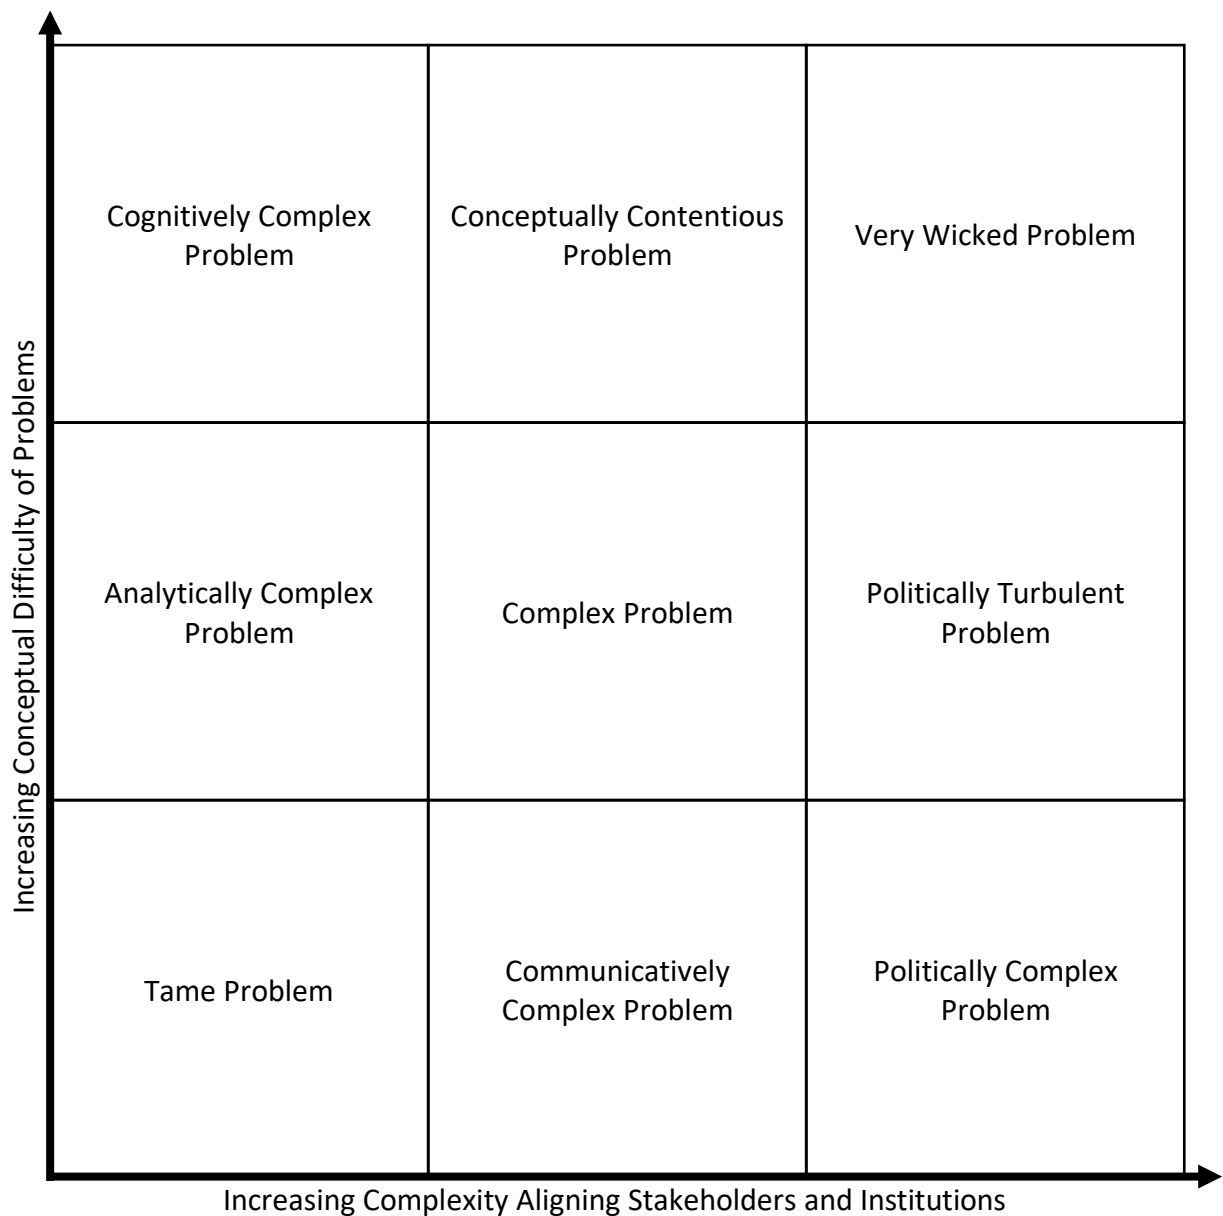 Increasing Conceptual Difficulty of Problems
Cognitively Complex
Problem
Conceptually Contentious
Problem
Very Wicked Problem
Analytically Complex
Problem
Complex Problem
Politically Turbulent
Problem
Tame Problem
Communicatively
Complex Problem
Politically Complex
Problem
Increasing Complexity Aligning Stakeholders and Institutions